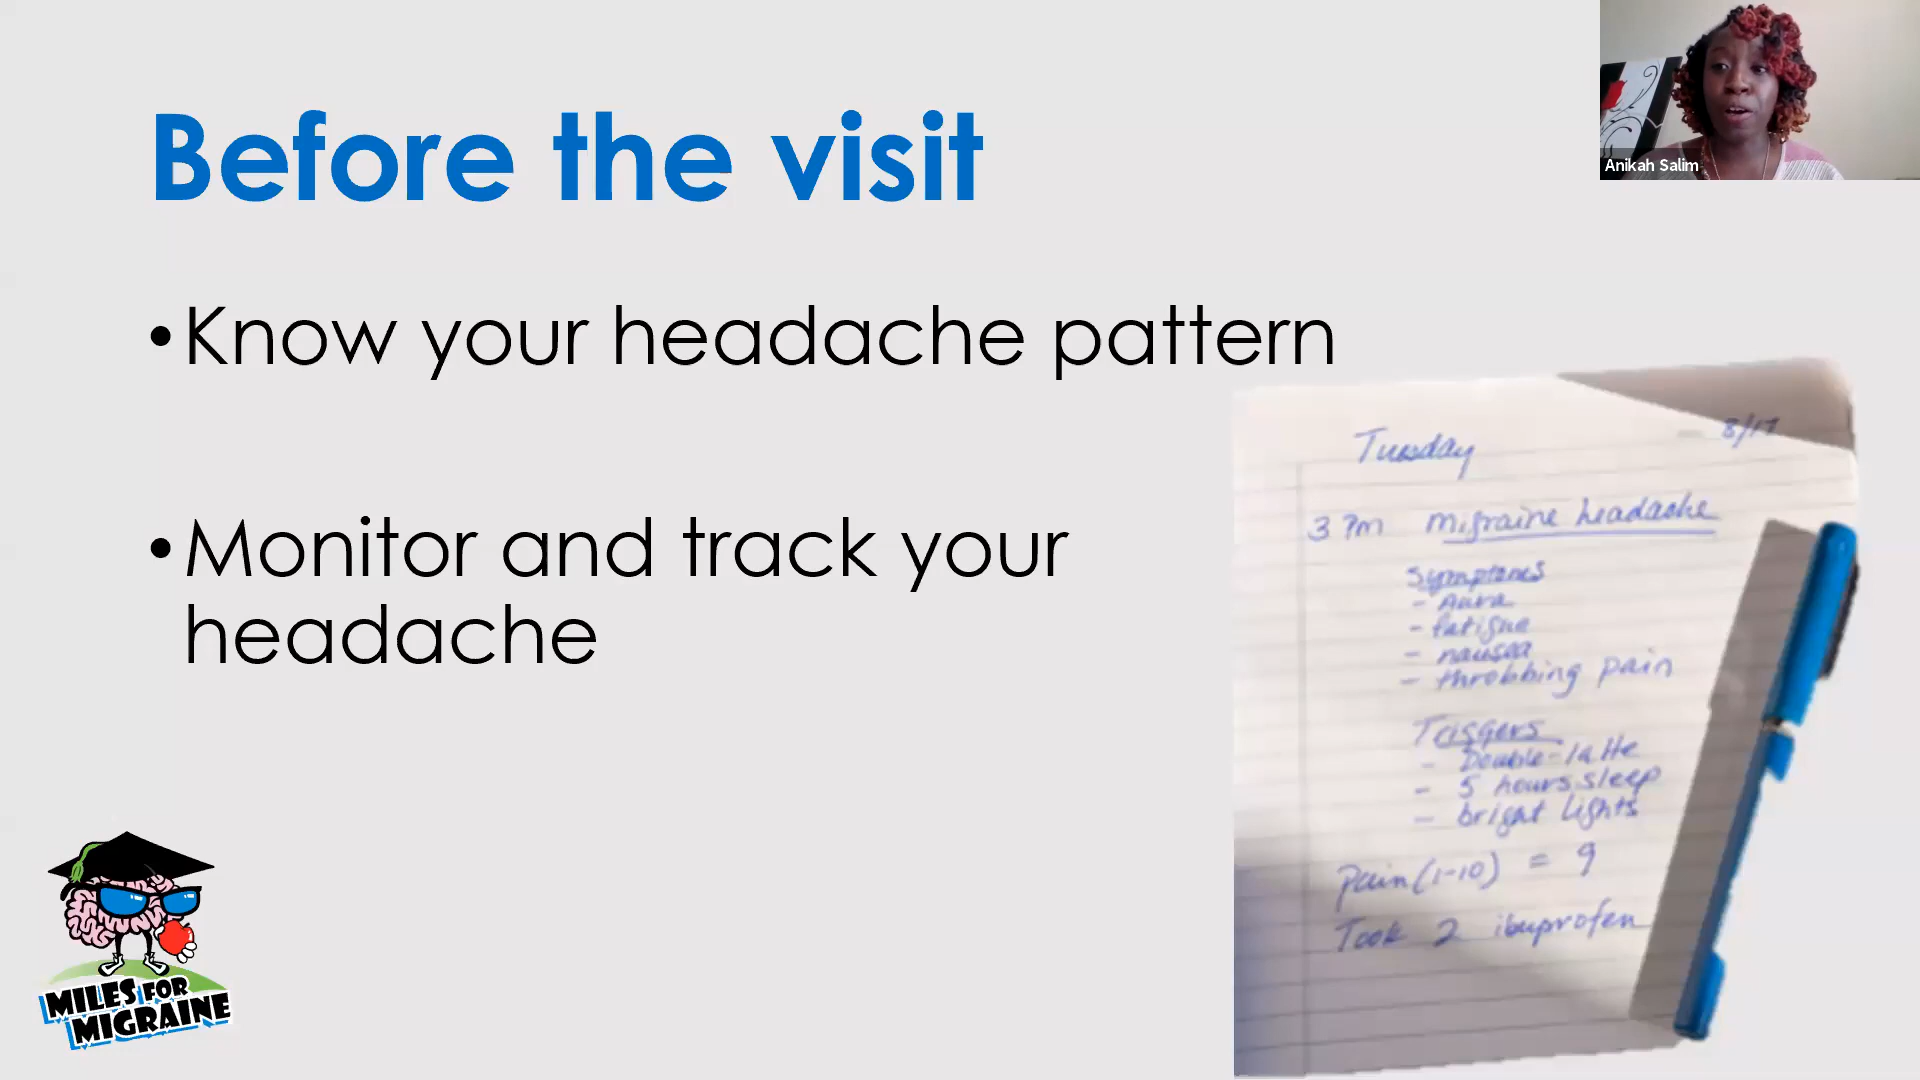 Before the visit
Anikah Salim
•Know your headache pattern
•Monitor and track your
headache
Tuesday 8/17
3 PM migraine headache
Symptoms
- Aura
- fatigue
- nausea
- throbbing pain
Triggers
- Double-latte
- 5 hours sleep
- bright lights
pain (1-10) = 9
Took 2 ibuprofen
MILES FOR
MIGRAINE